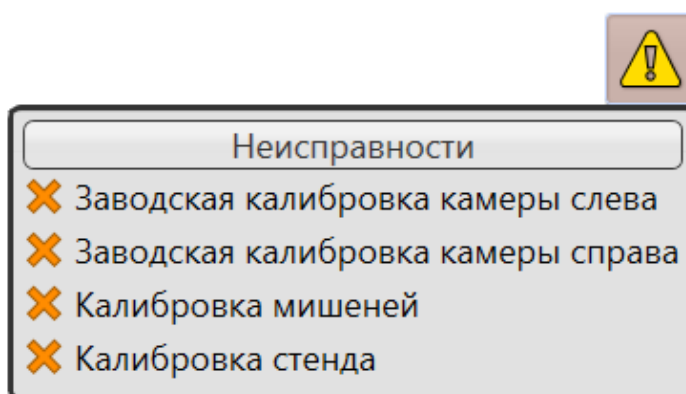 Неисправности
Заводская калибровка камеры слева
Заводская калибровка камеры справа
Калибровка мишеней
Калибровка стенда